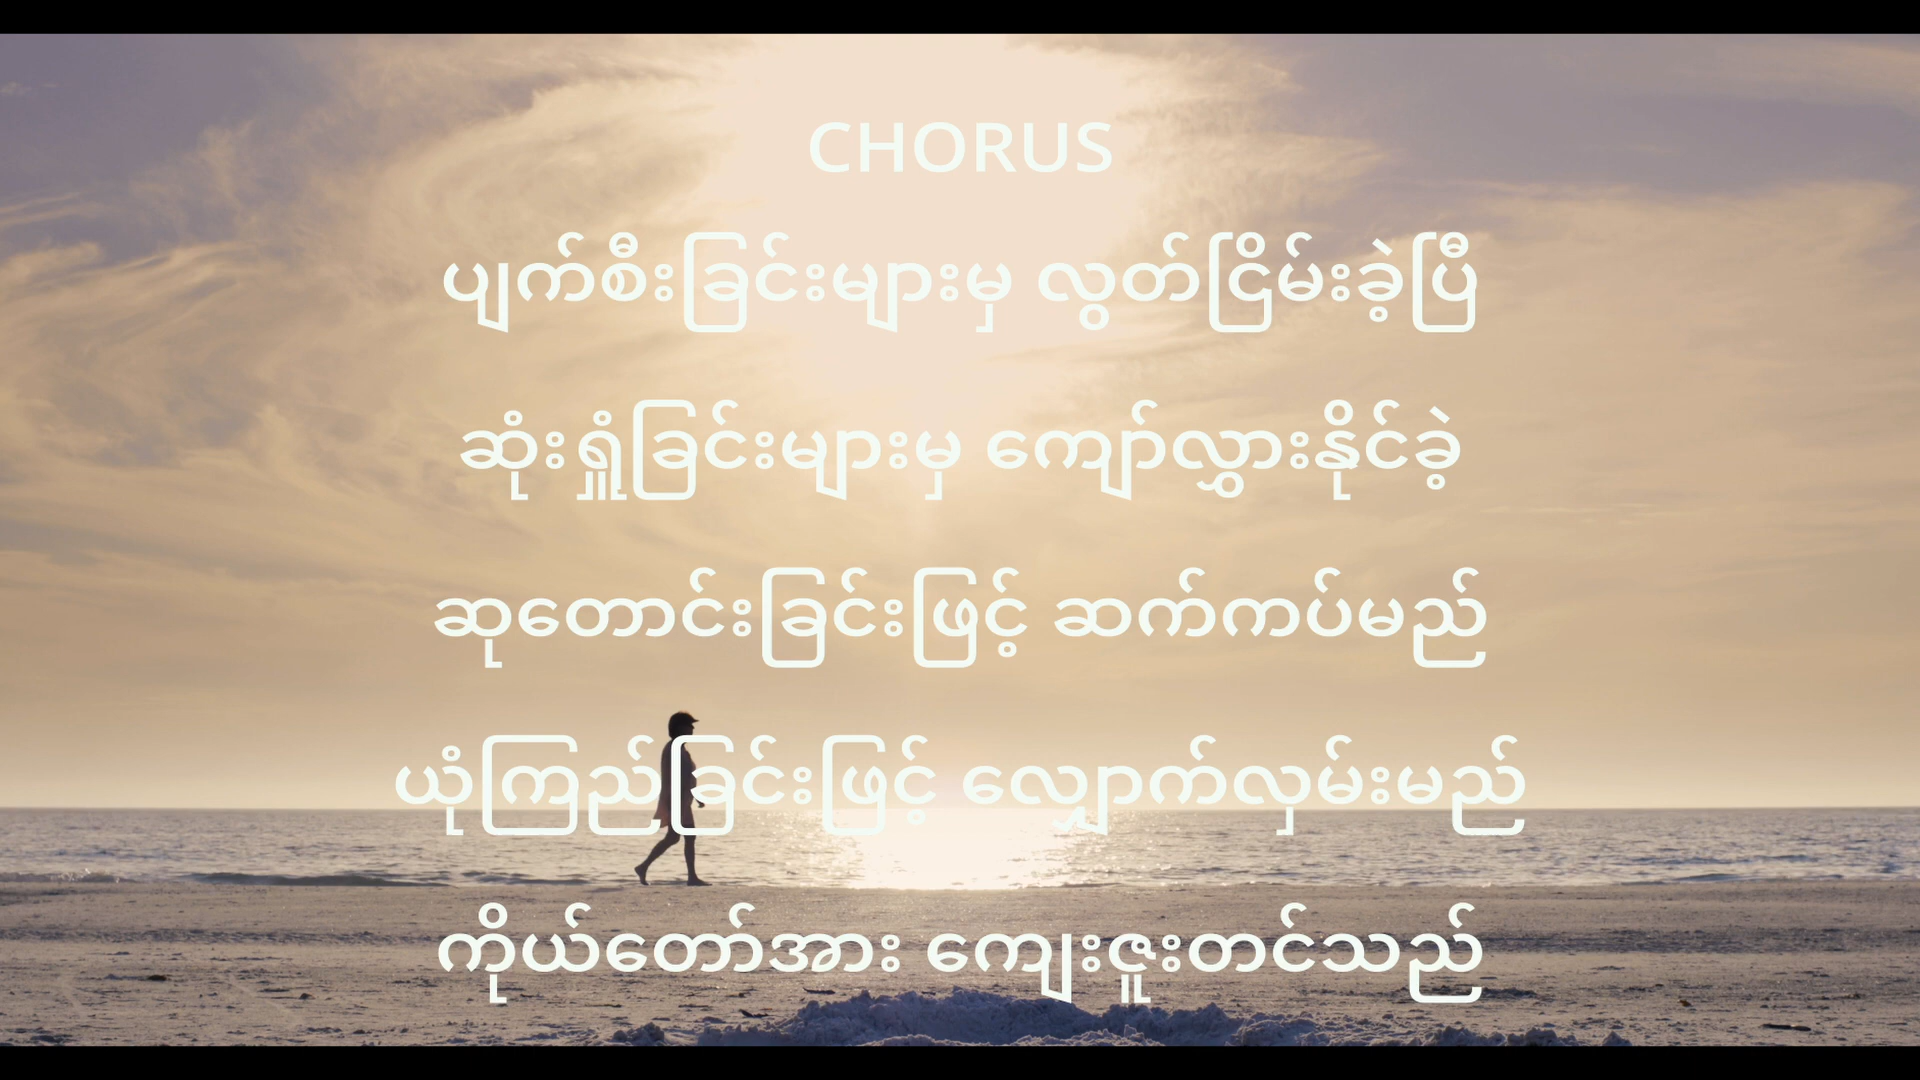 CHORUS
ပျက်စီးခြင်းများမှ လွတ်ငြိမ်းခဲ့ပြီ
ဆုံးရှုံးခြင်းများမှ ကျော်လွှားနိုင်ခဲ့
ဆုတောင်းခြင်းဖြင့် ဆက်ကပ်မည်
ယုံကြည်ခြင်းဖြင့် လျှောက်လှမ်းမည်
ကိုယ်တော်အား ကျေးဇူးတင်သည်